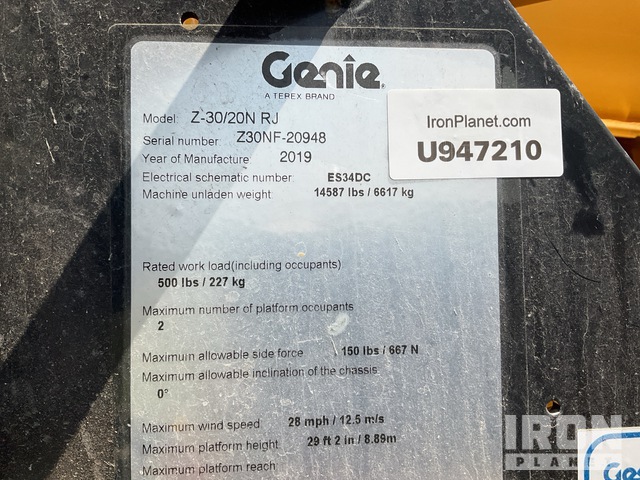 Genie
A TEREX BRAND
Model: Z-30/20N RJ
Serial number: Z30NF-20948
Year of Manufacture: 2019
Electrical schematic number: ES34DC
Machine unladen weight: 14587 lbs / 6617 kg
IronPlanet.com
U947210
Rated work load(including occupants)
500 lbs / 227 kg
Maximum number of platform occupants
2
Maximum allowable side force 150 lbs / 667 N
Maximum allowable inclination of the chassis
0°
Maximum wind speed 28 mph / 12.5 m/s
Maximum platform height 29 ft 2 in / 8.89m
Maximum platform reach
IRON
PLANET